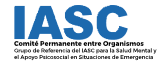 IASC
Comité Permanente entre Organismos
Grupo de Referencia del IASC para la Salud Mental y
el Apoyo Psicosocial en Situaciones de Emergencia